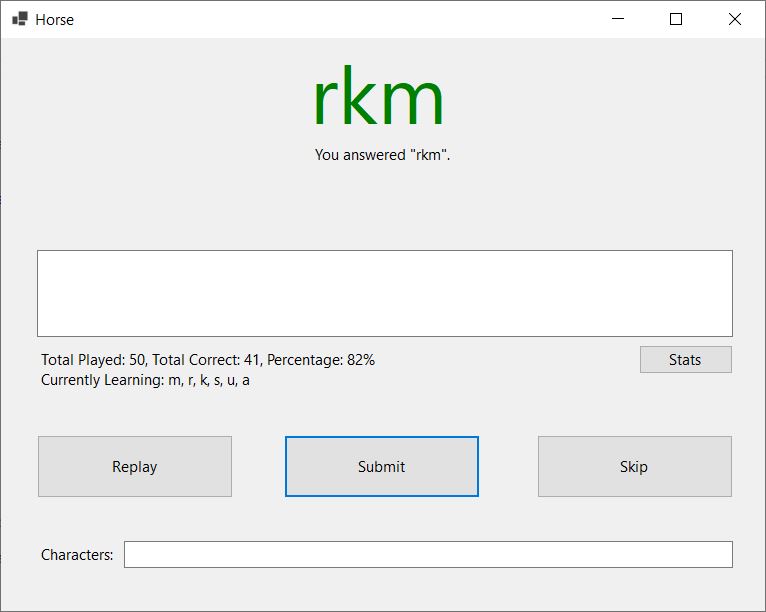 Horse
rkm
You answered "rkm".
Total Played: 50, Total Correct: 41, Percentage: 82%
Stats
Currently Learning: m, r, k, s, u, a
Replay
Submit
Skip
Characters: